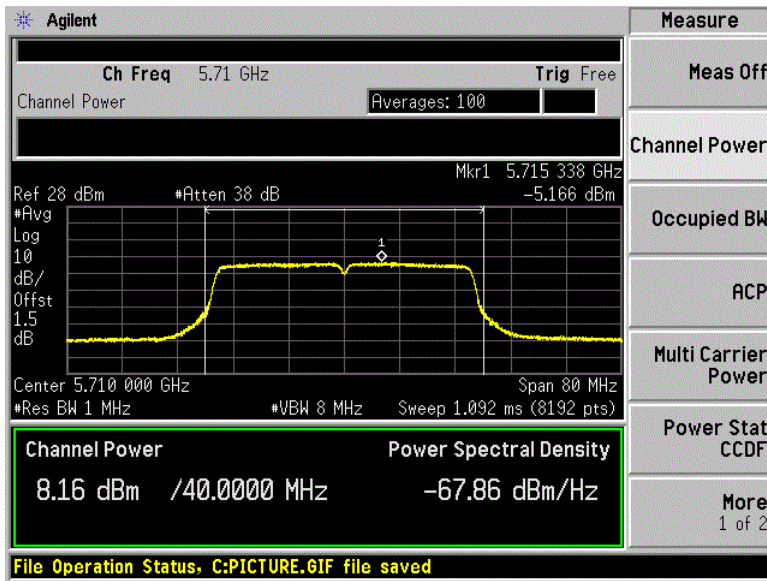 Agilent
Measure
Ch Freq 5.71 GHz Trig Free
Meas Off
Channel Power Averages: 100
Channel Power
Mkr1 5.715 338 GHz
Ref 28 dBm #Atten 38 dB -5.166 dBm
#Avg
Log
10
dB/
Offst
1.5
dB
1
Occupied BW
ACP
Center 5.710 000 GHz Span 80 MHz
#Res BW 1 MHz #VBW 8 MHz Sweep 1.092 ms (8192 pts)
Multi Carrier
Power
Channel Power Power Spectral Density
8.16 dBm /40.0000 MHz -67.86 dBm/Hz
Power Stat
CCDF
More
1 of 2
File Operation Status, C:PICTURE.GIF file saved